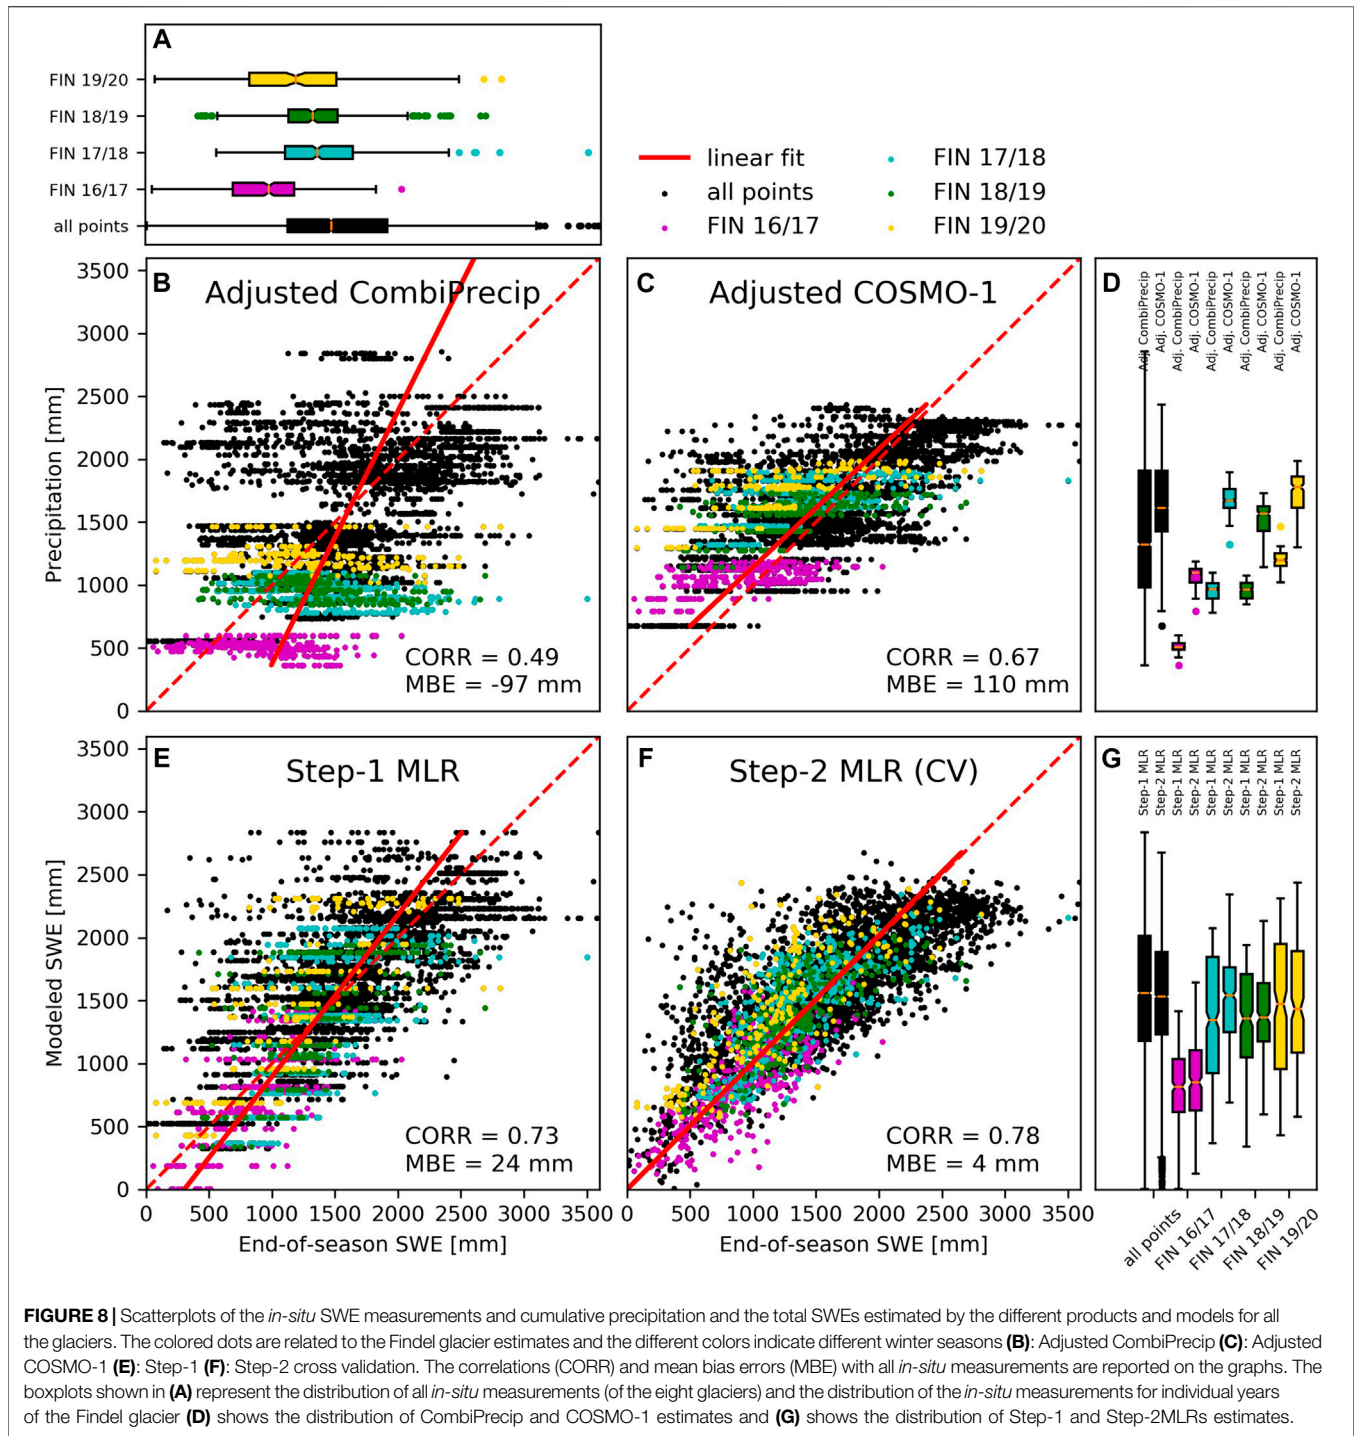 A
FIN 19/20
FIN 18/19
FIN 17/18
FIN 16/17
all points
linear fit
all points
FIN 16/17
FIN 17/18
FIN 18/19
FIN 19/20
B
Adjusted CombiPrecip
Precipitation [mm]
3500
3000
2500
2000
1500
1000
500
0
CORR = 0.49
MBE = -97 mm
C
Adjusted COSMO-1
CORR = 0.67
MBE = 110 mm
D
Adj. CombiPrecip
Adj. COSMO-1
Adj. CombiPrecip
Adj. COSMO-1
Adj. CombiPrecip
Adj. COSMO-1
Adj. CombiPrecip
Adj. COSMO-1
Adj. CombiPrecip
Adj. COSMO-1
E
Step-1 MLR
Modeled SWE [mm]
3500
3000
2500
2000
1500
1000
500
0
CORR = 0.73
MBE = 24 mm
0 500 1000 1500 2000 2500 3000 3500
End-of-season SWE [mm]
F
Step-2 MLR (CV)
CORR = 0.78
MBE = 4 mm
0 500 1000 1500 2000 2500 3000 3500
End-of-season SWE [mm]
G
Step-1 MLR
Step-2 MLR
Step-1 MLR
Step-2 MLR
Step-1 MLR
Step-2 MLR
Step-1 MLR
Step-2 MLR
Step-1 MLR
Step-2 MLR
all points
FIN 16/17
FIN 17/18
FIN 18/19
FIN 19/20
FIGURE 8 | Scatterplots of the in-situ SWE measurements and cumulative precipitation and the total SWEs estimated by the different products and models for all
the glaciers. The colored dots are related to the Findel glacier estimates and the different colors indicate different winter seasons (B): Adjusted CombiPrecip (C): Adjusted
COSMO-1 (E): Step-1 (F): Step-2 cross validation. The correlations (CORR) and mean bias errors (MBE) with all in-situ measurements are reported on the graphs. The
boxplots shown in (A) represent the distribution of all in-situ measurements (of the eight glaciers) and the distribution of the in-situ measurements for individual years
of the Findel glacier (D) shows the distribution of CombiPrecip and COSMO-1 estimates and (G) shows the distribution of Step-1 and Step-2MLRs estimates.